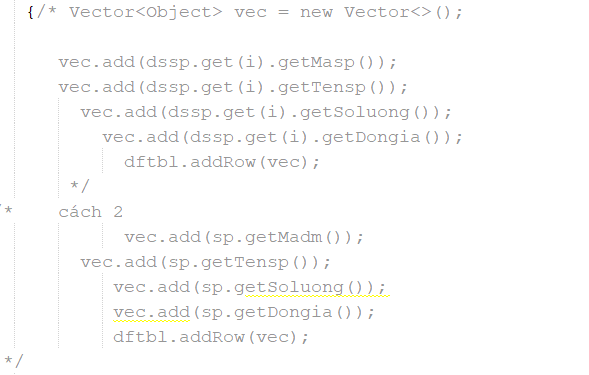 {/* Vector<Object> vec = new Vector<>();
vec.add(dssp.get(i).getMasp());
vec.add(dssp.get(i).getTensp());
vec.add(dssp.get(i).getSoluong());
vec.add(dssp.get(i).getDongia());
dftbl.addRow(vec);
*/
/* cách 2
vec.add(sp.getMadm());
vec.add(sp.getTensp());
vec.add(sp.getSoluong());
vec.add(sp.getDongia());
dftbl.addRow(vec);
*/